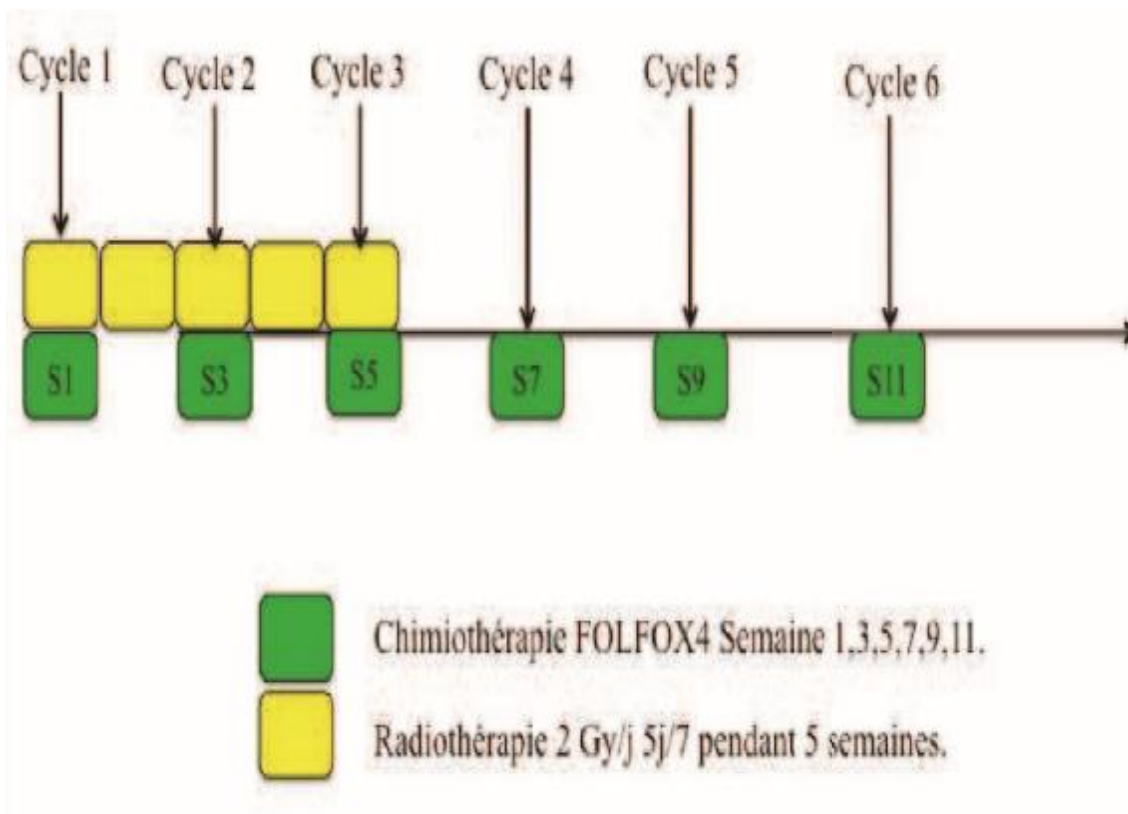 Cycle 1
Cycle 2
Cycle 3
Cycle 4
Cycle 5
Cycle 6
S1
S3
S5
S7
S9
S11
Chimiothérapie FOLFOX4 Semaine 1,3,5,7,9,11.
Radiothérapie 2 Gy/j 5j/7 pendant 5 semaines.